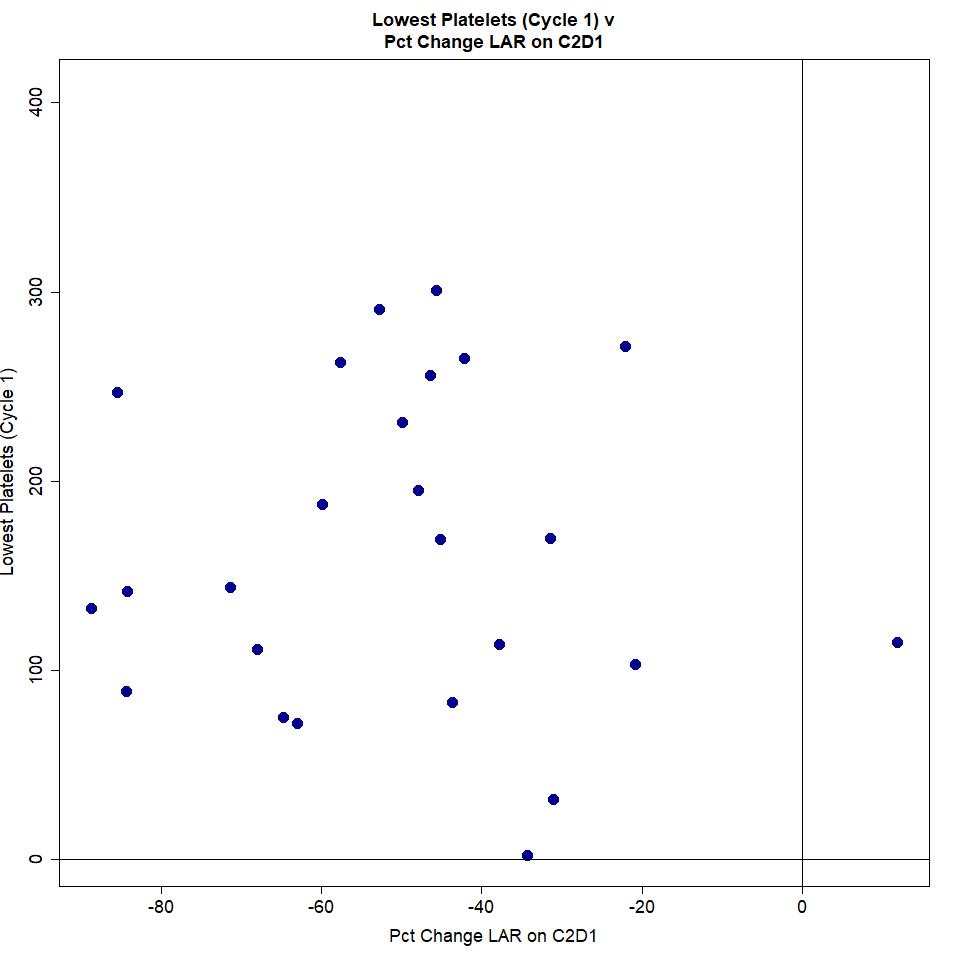 Lowest Platelets (Cycle 1) v
Pct Change LAR on C2D1
400
300
200
100
0
Lowest Platelets (Cycle 1)
-80 -60 -40 -20 0
Pct Change LAR on C2D1